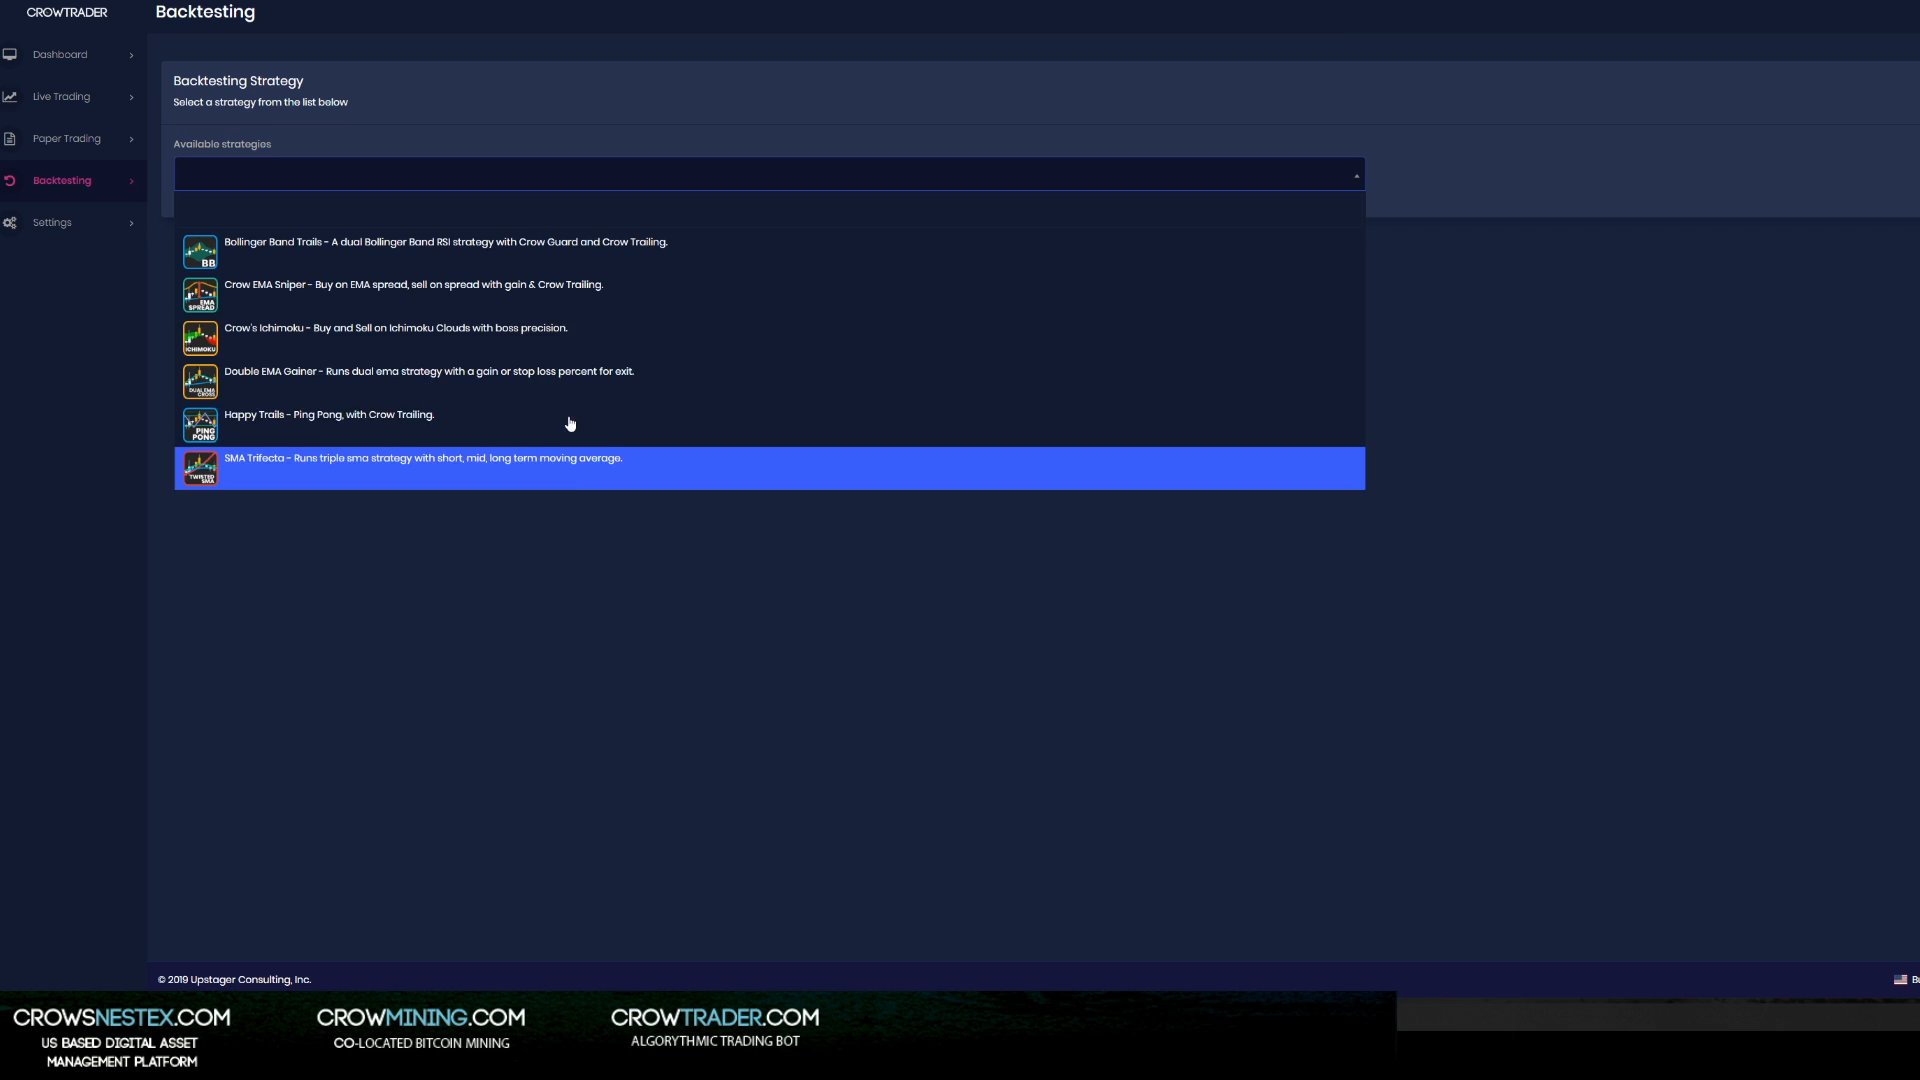 CROWTRADER
Backtesting
Dashboard
Live Trading
Paper Trading
Backtesting
Settings
Backtesting Strategy
Select a strategy from the list below
Available strategies
BB
Bollinger Band Trails - A dual Bollinger Band RSI strategy with Crow Guard and Crow Trailing.
EMA
SPREAD
Crow EMA Sniper - Buy on EMA spread, sell on spread with gain & Crow Trailing.
ICHIMOKU
Crow's Ichimoku - Buy and Sell on Ichimoku Clouds with boss precision.
DUAL EMA
CROSS
Double EMA Gainer - Runs dual ema strategy with a gain or stop loss percent for exit.
PING
PONG
Happy Trails - Ping Pong, with Crow Trailing.
TWISTED
SMA
SMA Trifecta - Runs triple sma strategy with short, mid, long term moving average.
© 2019 Upstager Consulting, Inc.
CROWSNESTEX.COM
US BASED DIGITAL ASSET
MANAGEMENT PLATFORM
CROWMINING.COM
CO-LOCATED BITCOIN MINING
CROWTRADER.COM
ALGORYTHMIC TRADING BOT